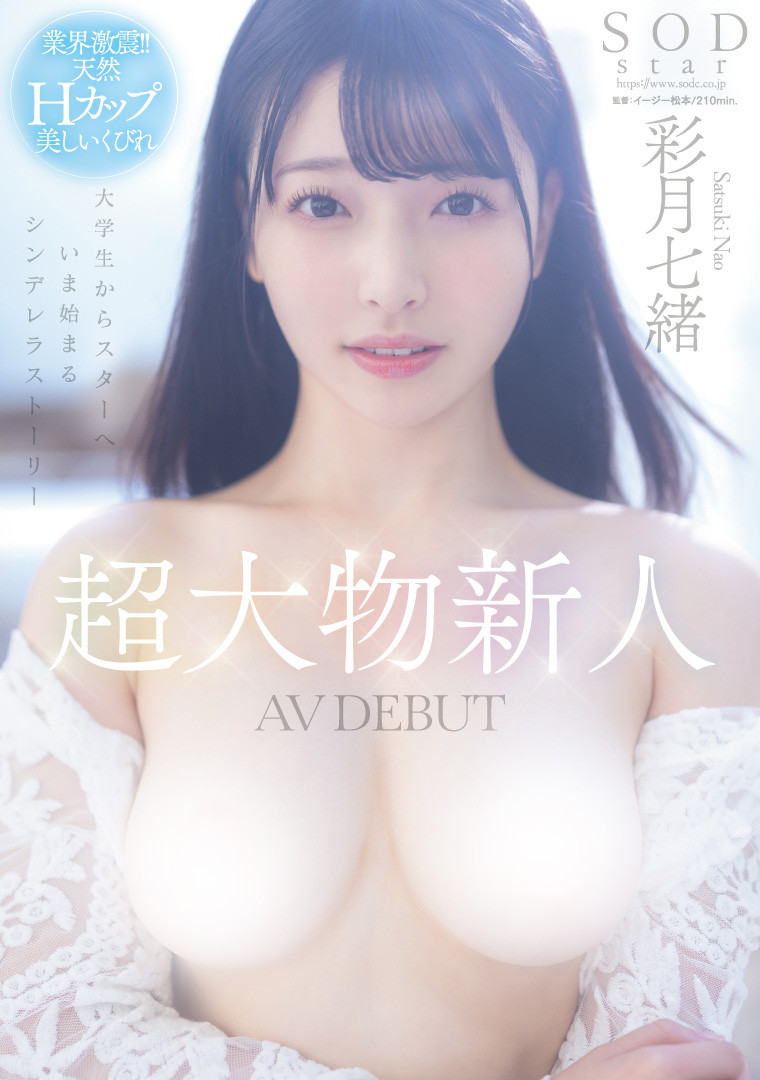 業界激震!!
天然
Hカップ
美しいくびれ
SOD
star
https://www.sodc.co.jp
監督：イージー松本/210min.
彩月七緒
Satsuki Nao
大学生からスターへ
いま始まる
シンデレラストーリー
超大物新人
AV DEBUT